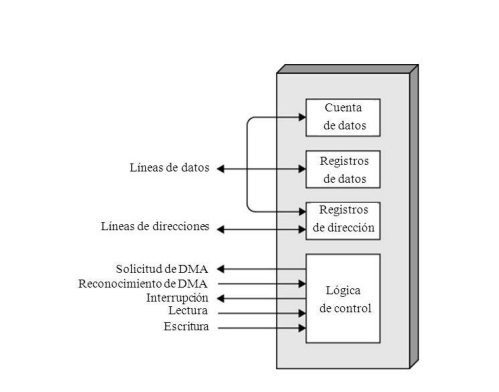 Cuenta
de datos
Líneas de datos
Registros
de datos
Registros
de dirección
Líneas de direcciones
Solicitud de DMA
Reconocimiento de DMA
Interrupción
Lectura
Escritura
Lógica
de control